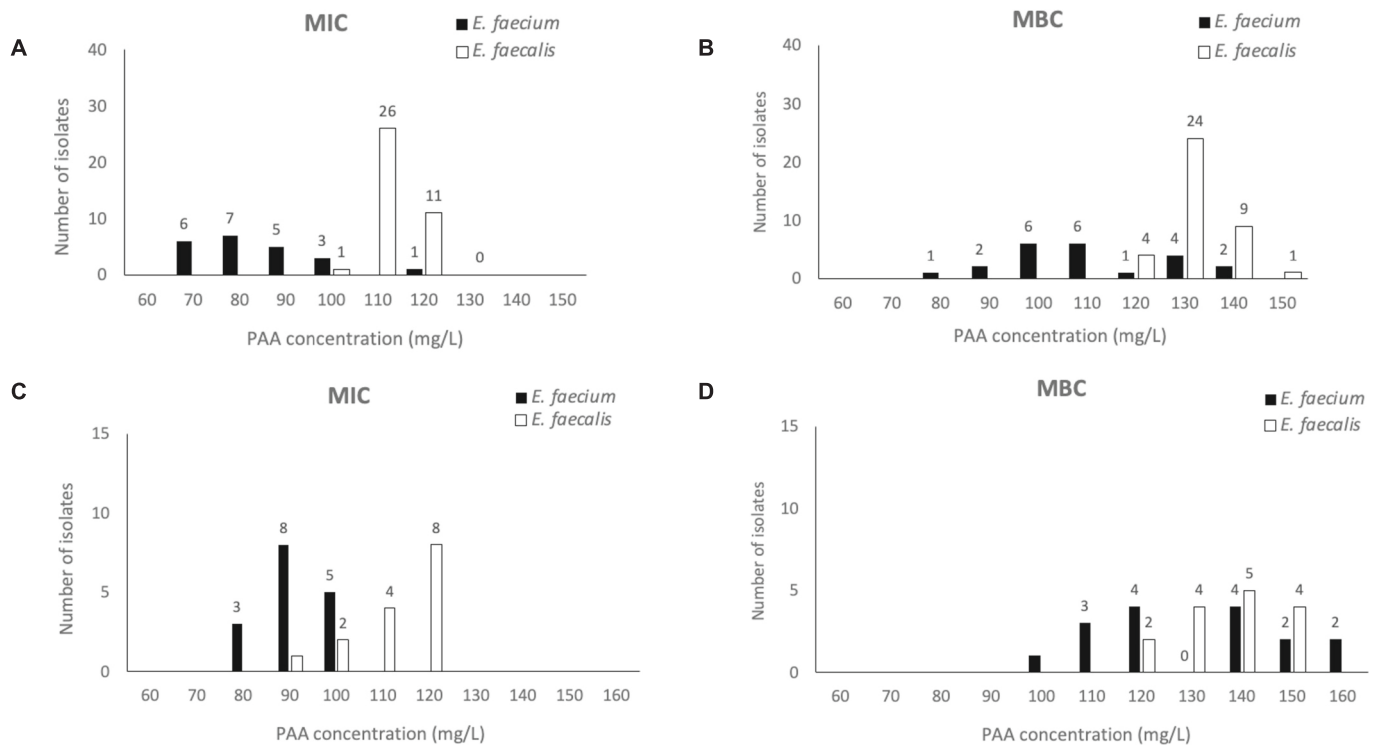 A
MIC
E. faecium
E. faecalis
Number of isolates
40
30
20
10
0
6
7
5
3
1
26
1
11
0
60 70 80 90 100 110 120 130 140 150
PAA concentration (mg/L)
B
MBC
E. faecium
E. faecalis
Number of isolates
40
30
20
10
0
1
2
6
6
1
4
4
24
2
9
1
60 70 80 90 100 110 120 130 140 150
PAA concentration (mg/L)
C
MIC
E. faecium
E. faecalis
Number of isolates
15
10
5
0
3
8
5
2
4
8
60 70 80 90 100 110 120 130 140 150 160
PAA concentration (mg/L)
D
MBC
E. faecium
E. faecalis
Number of isolates
15
10
5
0
3
4
2
0
4
4
5
2
4
2
60 70 80 90 100 110 120 130 140 150 160
PAA concentration (mg/L)